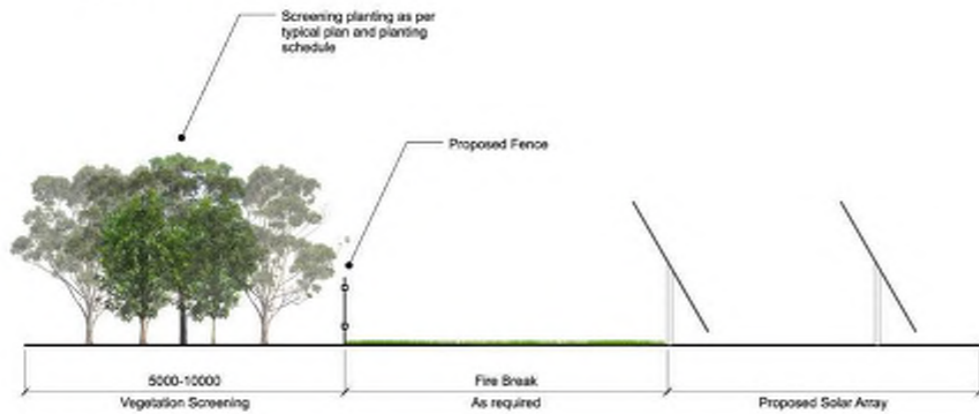 Screening planting as per
typical plan and planting
schedule
Proposed Fence
5000-10000
Vegetation Screening
Fire Break
As required
Proposed Solar Array